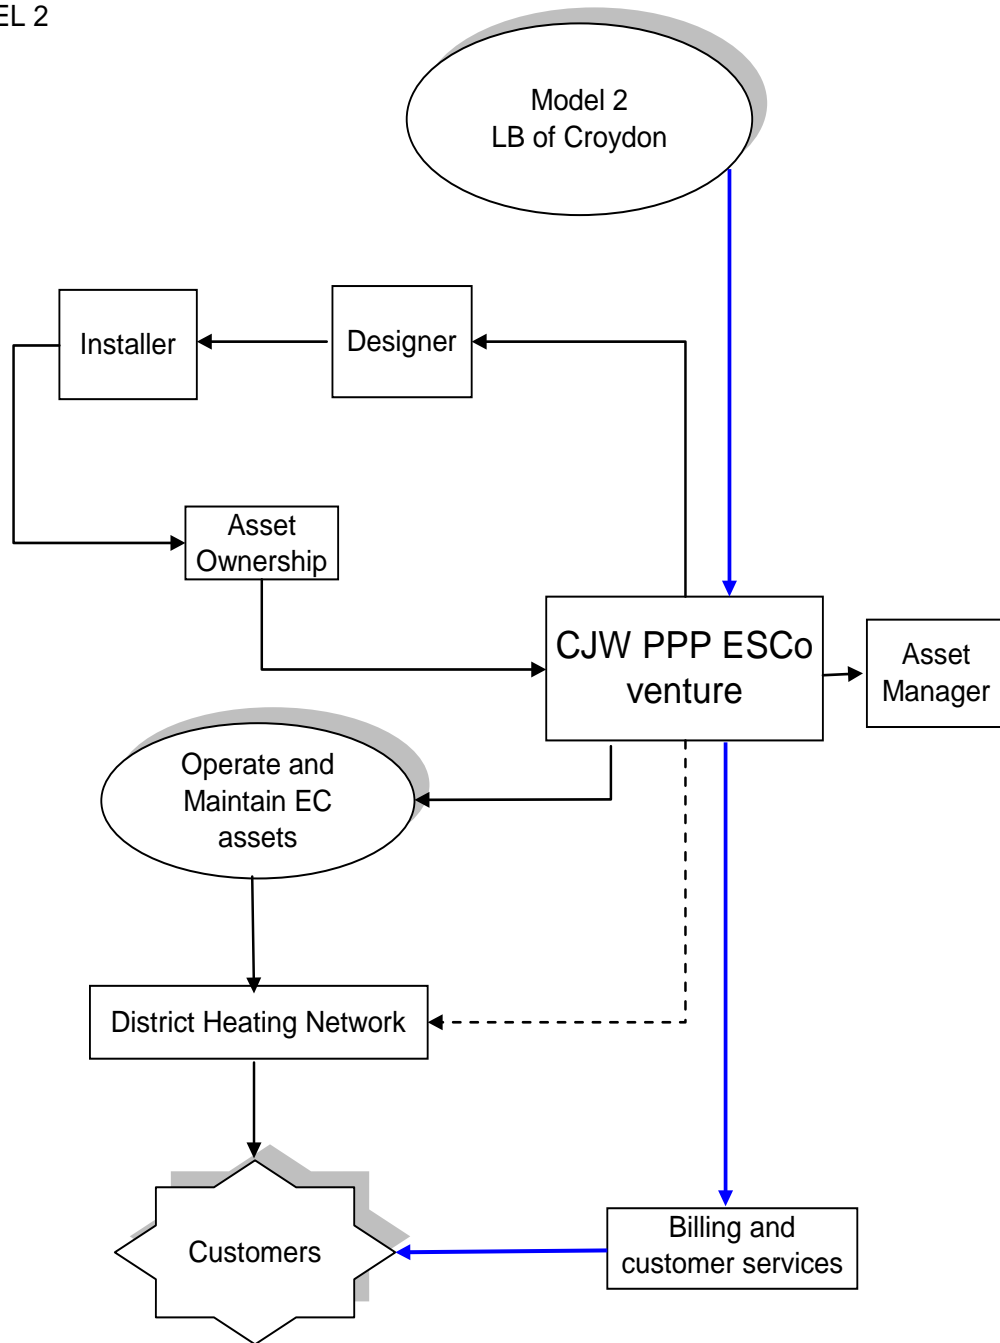 EL 2
Model 2
LB of Croydon
Installer
Designer
Asset
Ownership
CJW PPP ESCo
venture
Asset
Manager
Operate and
Maintain EC
assets
District Heating Network
Customers
Billing and
customer services